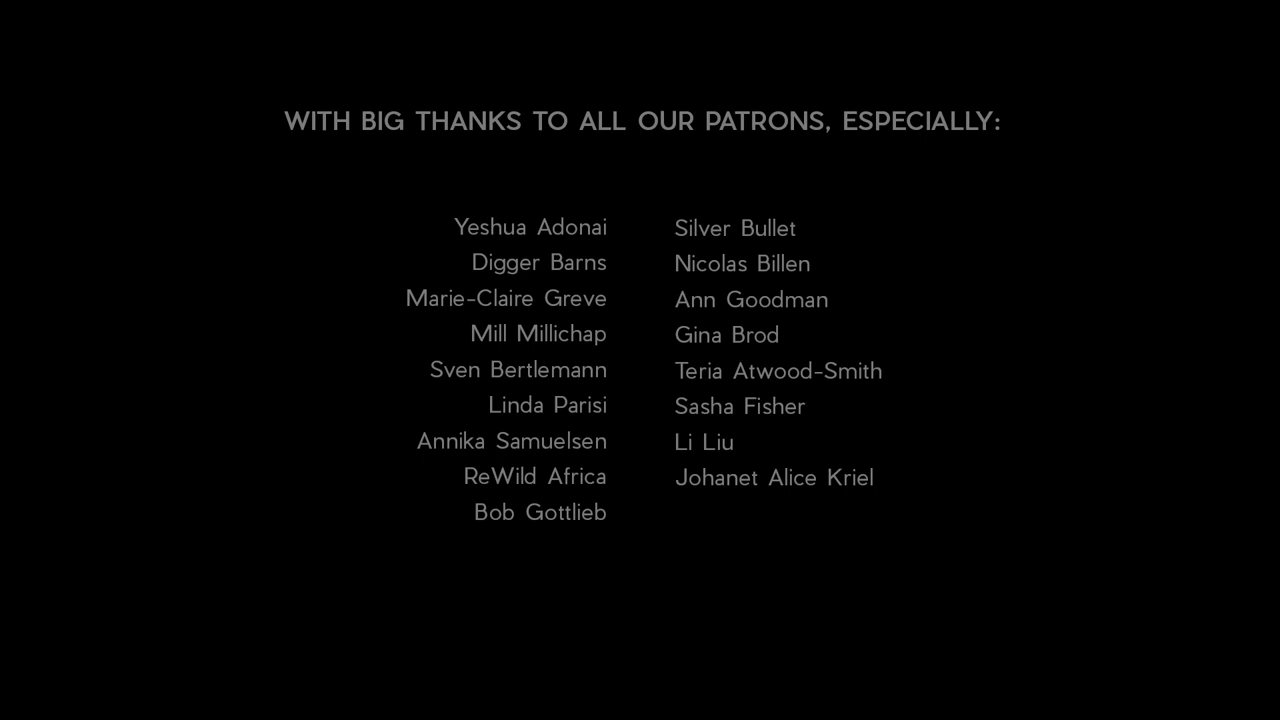 WITH BIG THANKS TO ALL OUR PATRONS, ESPECIALLY:
Yeshua Adonai
Digger Barns
Marie-Claire Greve
Mill Millichap
Sven Bertlemann
Linda Parisi
Annika Samuelsen
ReWild Africa
Bob Gottlieb
Silver Bullet
Nicolas Billen
Ann Goodman
Gina Brod
Teria Atwood-Smith
Sasha Fisher
Li Liu
Johanet Alice Kriel